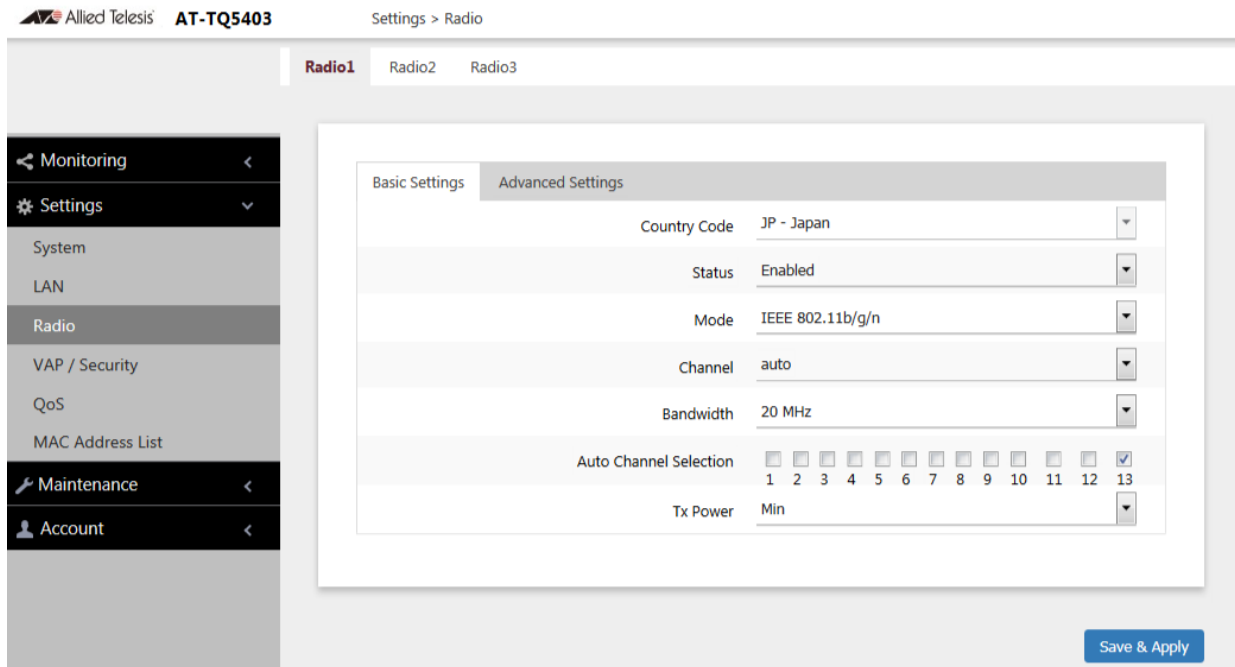 Allied Telesis AT-TQ5403 Settings > Radio
Radio1 Radio2 Radio3
Monitoring
Settings
System
LAN
Radio
VAP / Security
QoS
MAC Address List
Maintenance
Account
Basic Settings Advanced Settings
Country Code JP - Japan
Status Enabled
Mode IEEE 802.11b/g/n
Channel auto
Bandwidth 20 MHz
Auto Channel Selection
1 2 3 4 5 6 7 8 9 10 11 12 13
Tx Power Min
Save & Apply